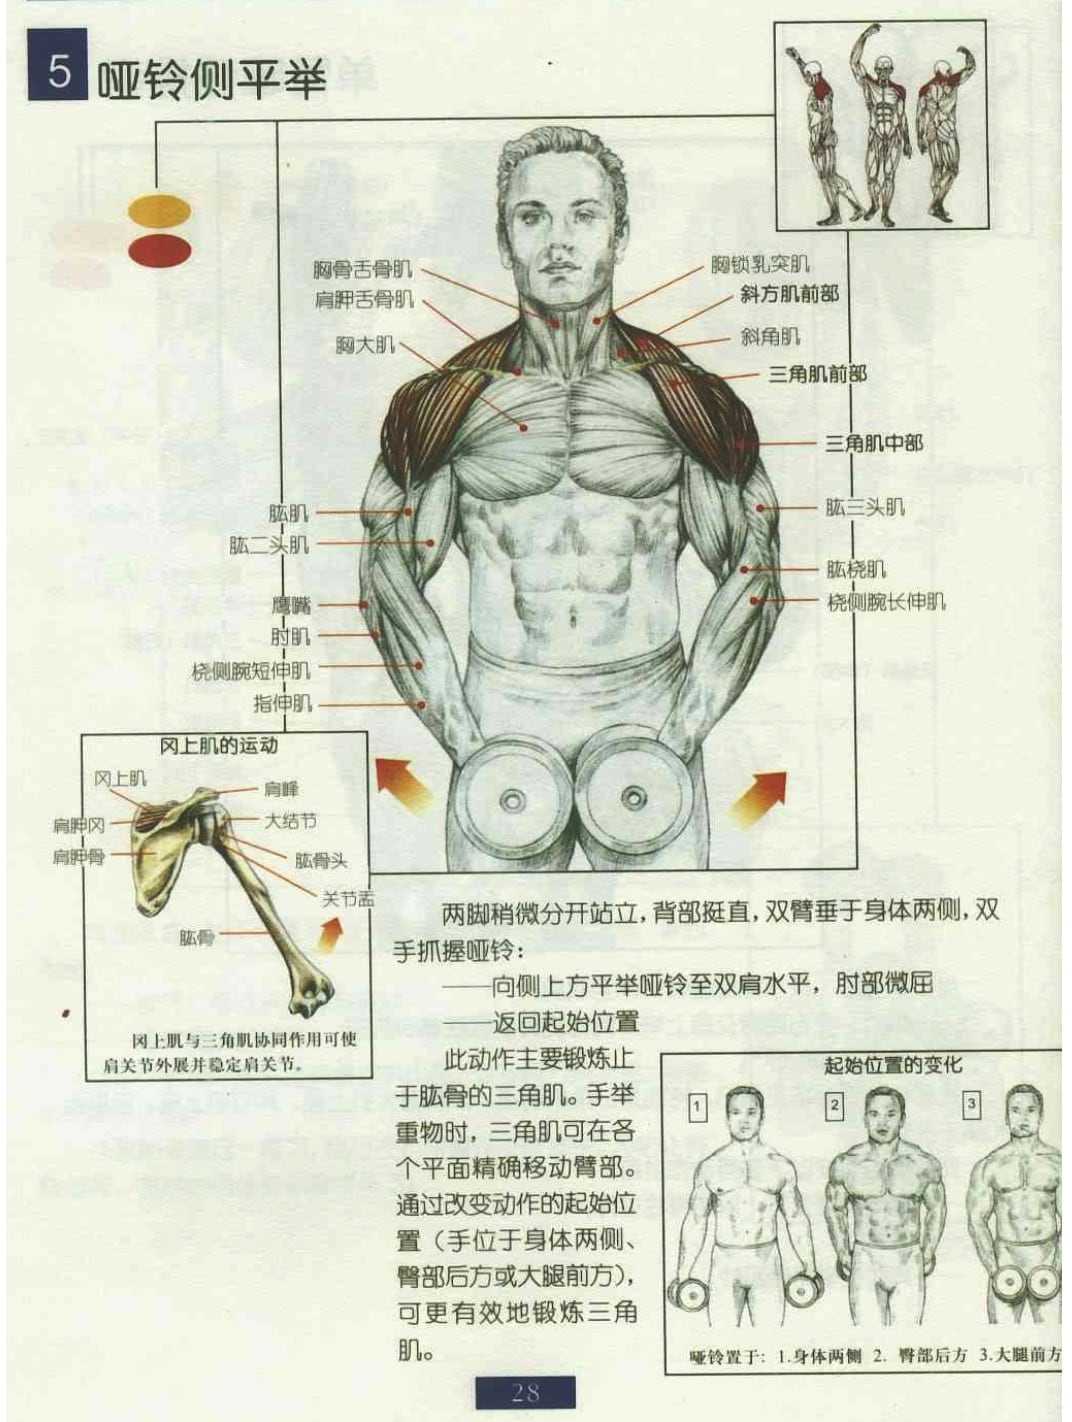 5
哑铃侧平举
胸骨舌骨肌
肩胛舌骨肌
胸大肌
胸锁乳突肌
斜方肌前部
斜角肌
三角肌前部
三角肌中部
肱肌
肱二头肌
鹰嘴
肘肌
桡侧腕短伸肌
指伸肌
肱三头肌
肱桡肌
桡侧腕长伸肌
冈上肌的运动
冈上肌
肩峰
肩胛冈
大结节
肩胛骨
肱骨头
关节盂
肱骨
冈上肌与三角肌协同作用可使
肩关节外展并稳定肩关节。
两脚稍微分开站立，背部挺直，双臂垂于身体两侧，双
手抓握哑铃：
——向侧上方平举哑铃至双肩水平，肘部微屈
——返回起始位置
此动作主要锻炼止
于肱骨的三角肌。手举
重物时，三角肌可在各
个平面精确移动臂部。
通过改变动作的起始位
置（手位于身体两侧、
臀部后方或大腿前方），
可更有效地锻炼三角
肌。
起始位置的变化
1
2
3
哑铃置于：1.身体两侧 2. 臀部后方 3.大腿前方
28